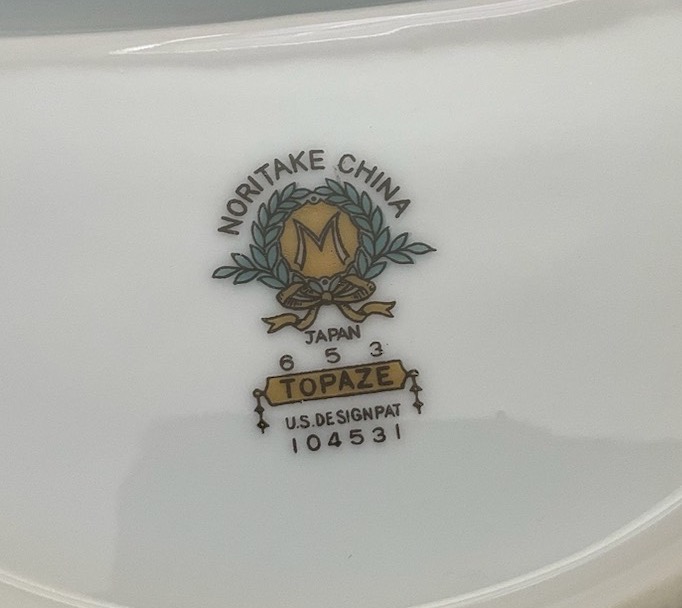 NORITAKE CHINA
M
JAPAN
6 5 3
TOPAZE
U.S.DESIGN PAT
104531